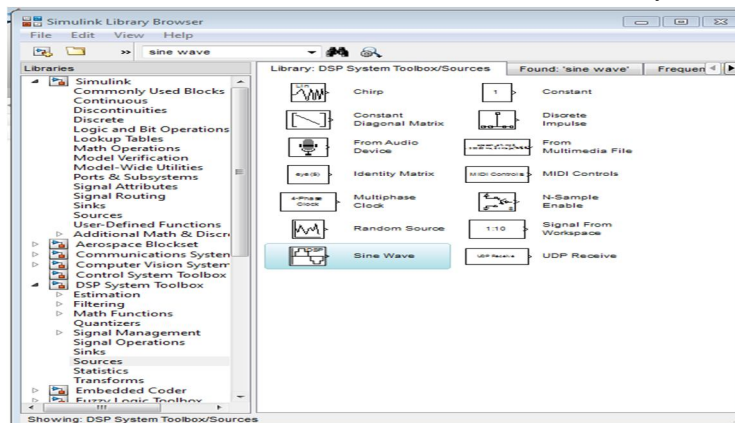 Simulink Library Browser
File Edit View Help
» sine wave
Libraries
Library: DSP System Toolbox/Sources
Found: 'sine wave'
Frequen
Simulink
Commonly Used Blocks
Continuous
Discontinuities
Discrete
Logic and Bit Operations
Lookup Tables
Math Operations
Model Verification
Model-Wide Utilities
Ports & Subsystems
Signal Attributes
Signal Routing
Sinks
Sources
User-Defined Functions
Additional Math & Discr
Aerospace Blockset
Communications System
Computer Vision System
Control System Toolbox
DSP System Toolbox
Estimation
Filtering
Math Functions
Quantizers
Signal Management
Signal Operations
Sinks
Sources
Statistics
Transforms
Embedded Coder
Fuzzy Logic Toolbox
Chirp
1
Constant
Constant
Diagonal Matrix
Discrete
Impulse
From Audio
Device
From
Multimedia File
eye(5)
Identity Matrix
MIDI Controls
MIDI Controls
4-Phase
Clock
Multiphase
Clock
N-Sample
Enable
Random Source
1:10
Signal From
Workspace
DSP
Sine Wave
UDP Receive
UDP Receive
Showing: DSP System Toolbox/Sources